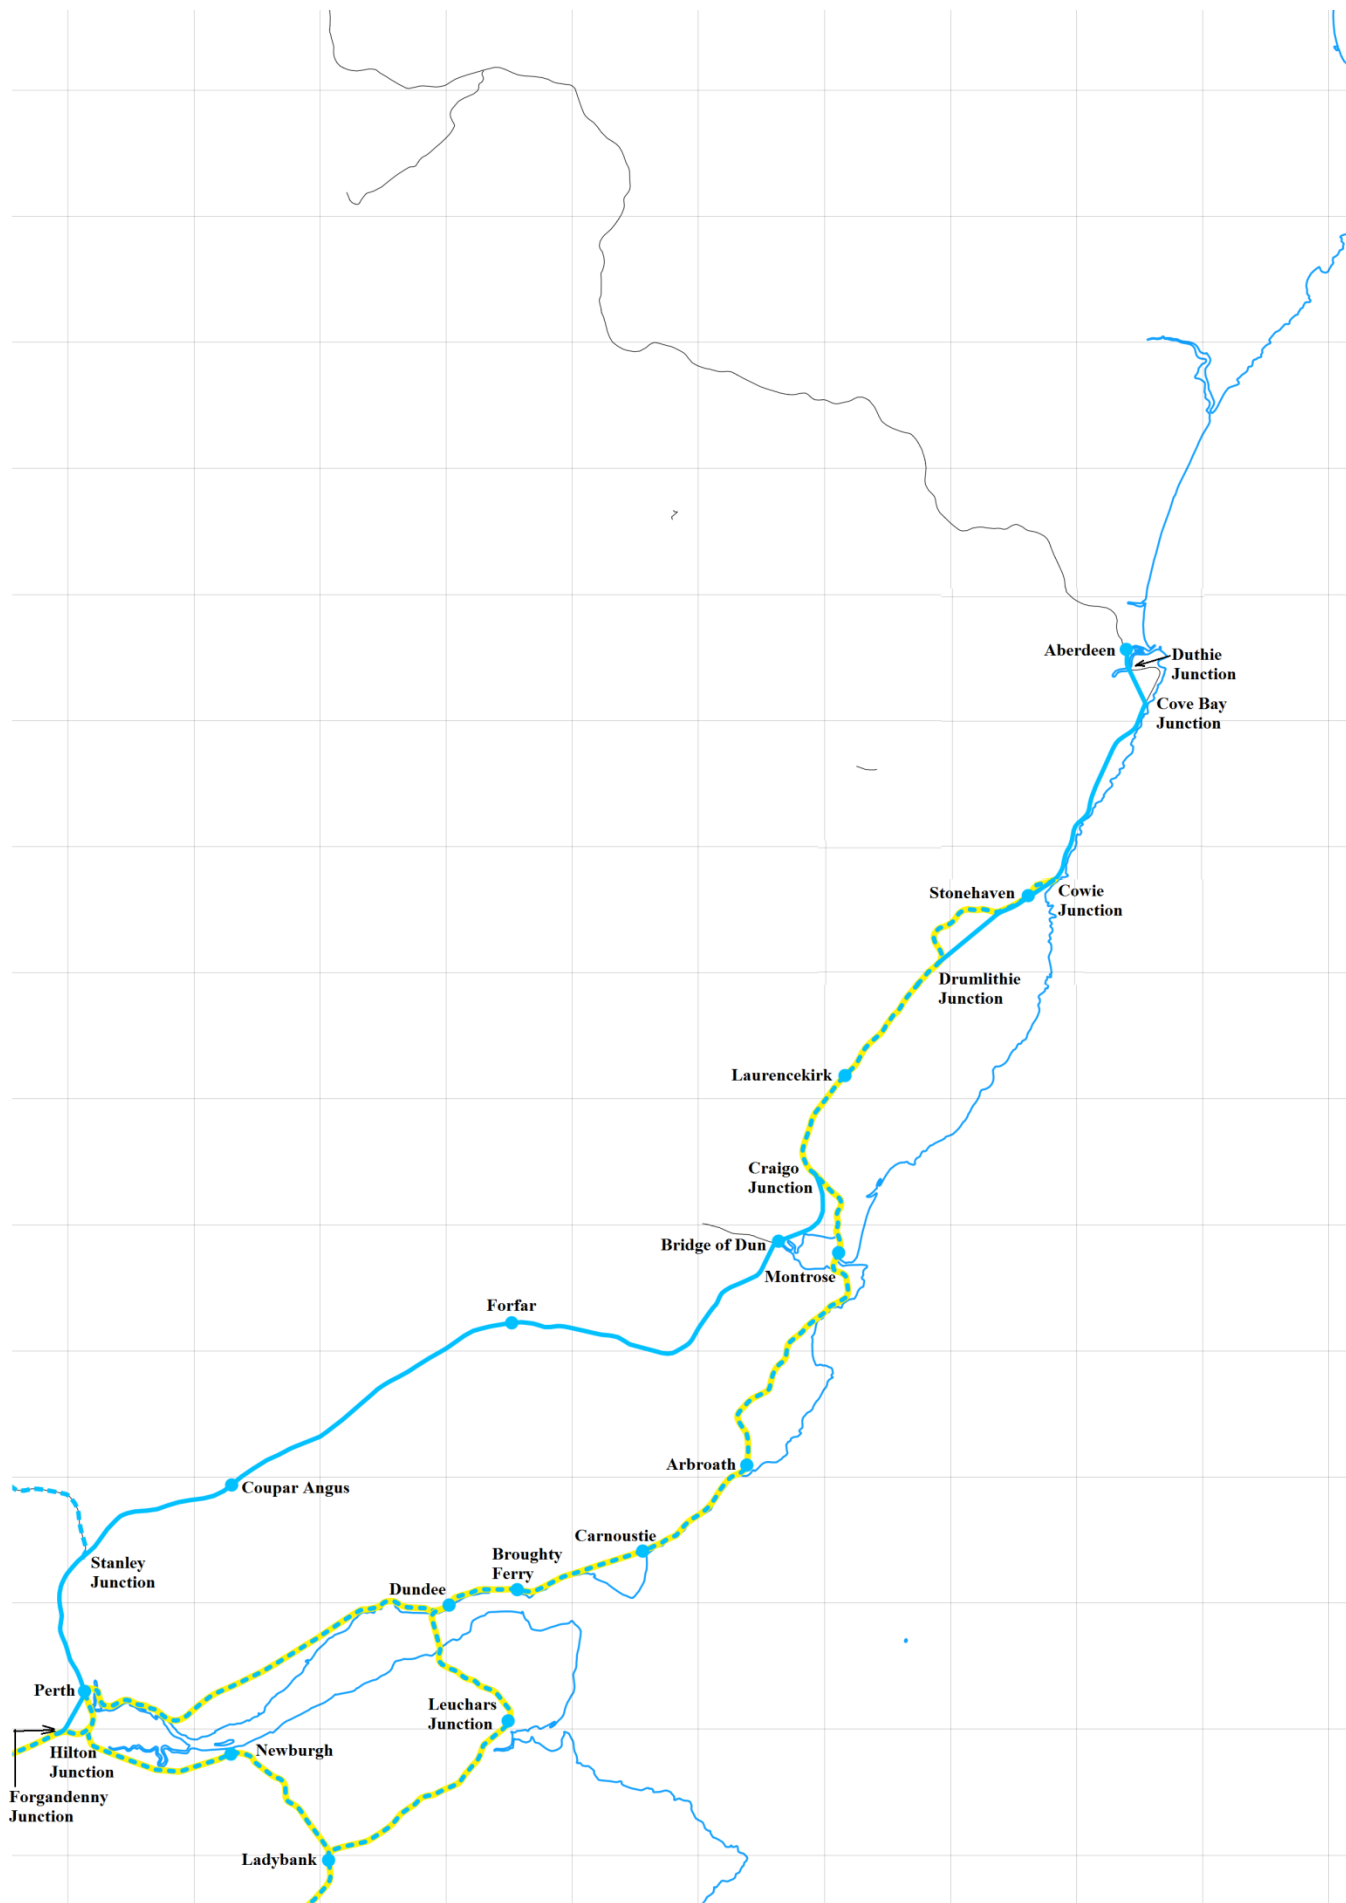 Aberdeen
Duthie
Junction
Cove Bay
Junction
Stonehaven
Cowie
Junction
Drumlithie
Junction
Laurencekirk
Craigo
Junction
Bridge of Dun
Montrose
Forfar
Arbroath
Coupar Angus
Carnoustie
Broughty
Ferry
Stanley
Junction
Dundee
Perth
Leuchars
Junction
Hilton
Junction
Newburgh
Forgandenny
Junction
Ladybank